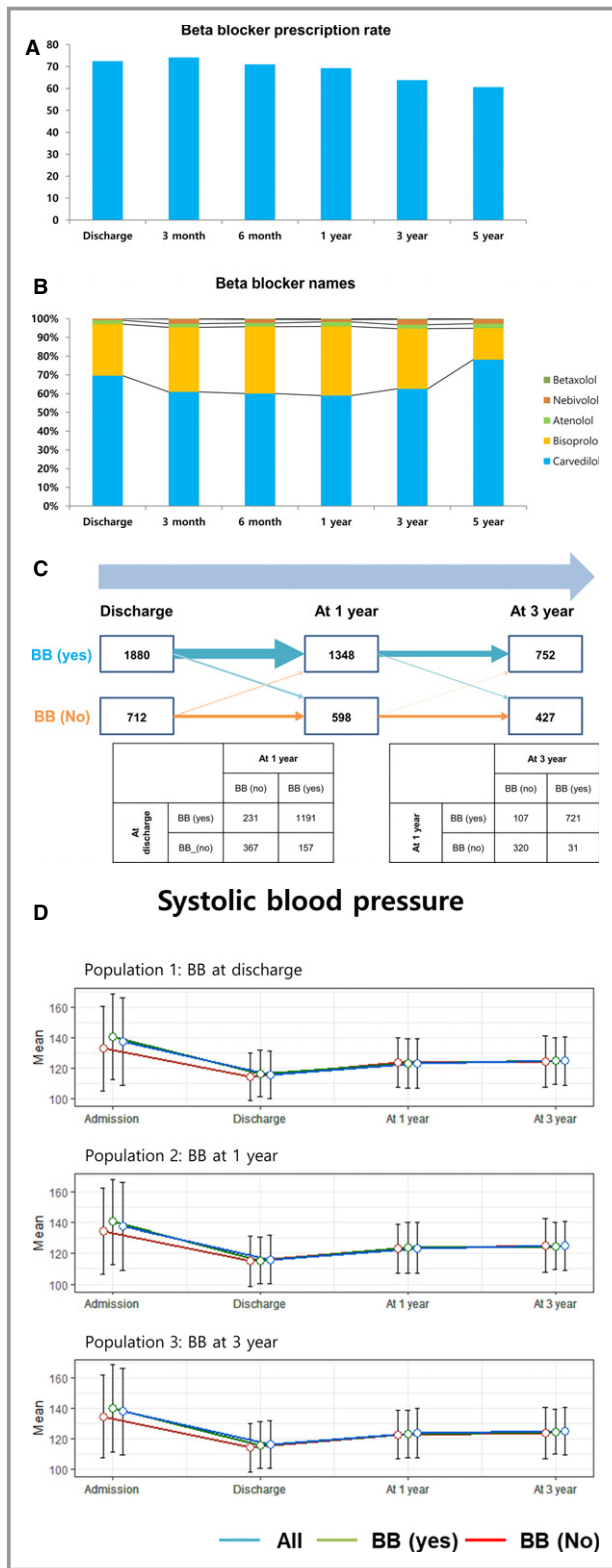 Beta blocker prescription rate
A
80
70
60
50
40
30
20
10
0
Discharge 3 month 6 month 1 year 3 year 5 year
B
Beta blocker names
100%
90%
80%
70%
60%
50%
40%
30%
20%
10%
0%
Betaxolol
Nebivolol
Atenolol
Bisoprolol
Carvedilol
Discharge 3 month 6 month 1 year 3 year 5 year
C
Discharge At 1 year At 3 year
BB (yes) 1880 1348 752
BB (No) 712 598 427
At 1 year
BB (no) BB (yes)
At discharge
BB (yes) 231 1191
BB_(no) 367 157
At 3 year
BB (no) BB (yes)
At 1 year
BB (yes) 107 721
BB (no) 320 31
D
Systolic blood pressure
Population 1: BB at discharge
Mean
160
140
120
100
Admission Discharge At 1 year At 3 year
Population 2: BB at 1 year
Mean
160
140
120
100
Admission Discharge At 1 year At 3 year
Population 3: BB at 3 year
Mean
160
140
120
100
Admission Discharge At 1 year At 3 year
All BB (yes) BB (No)